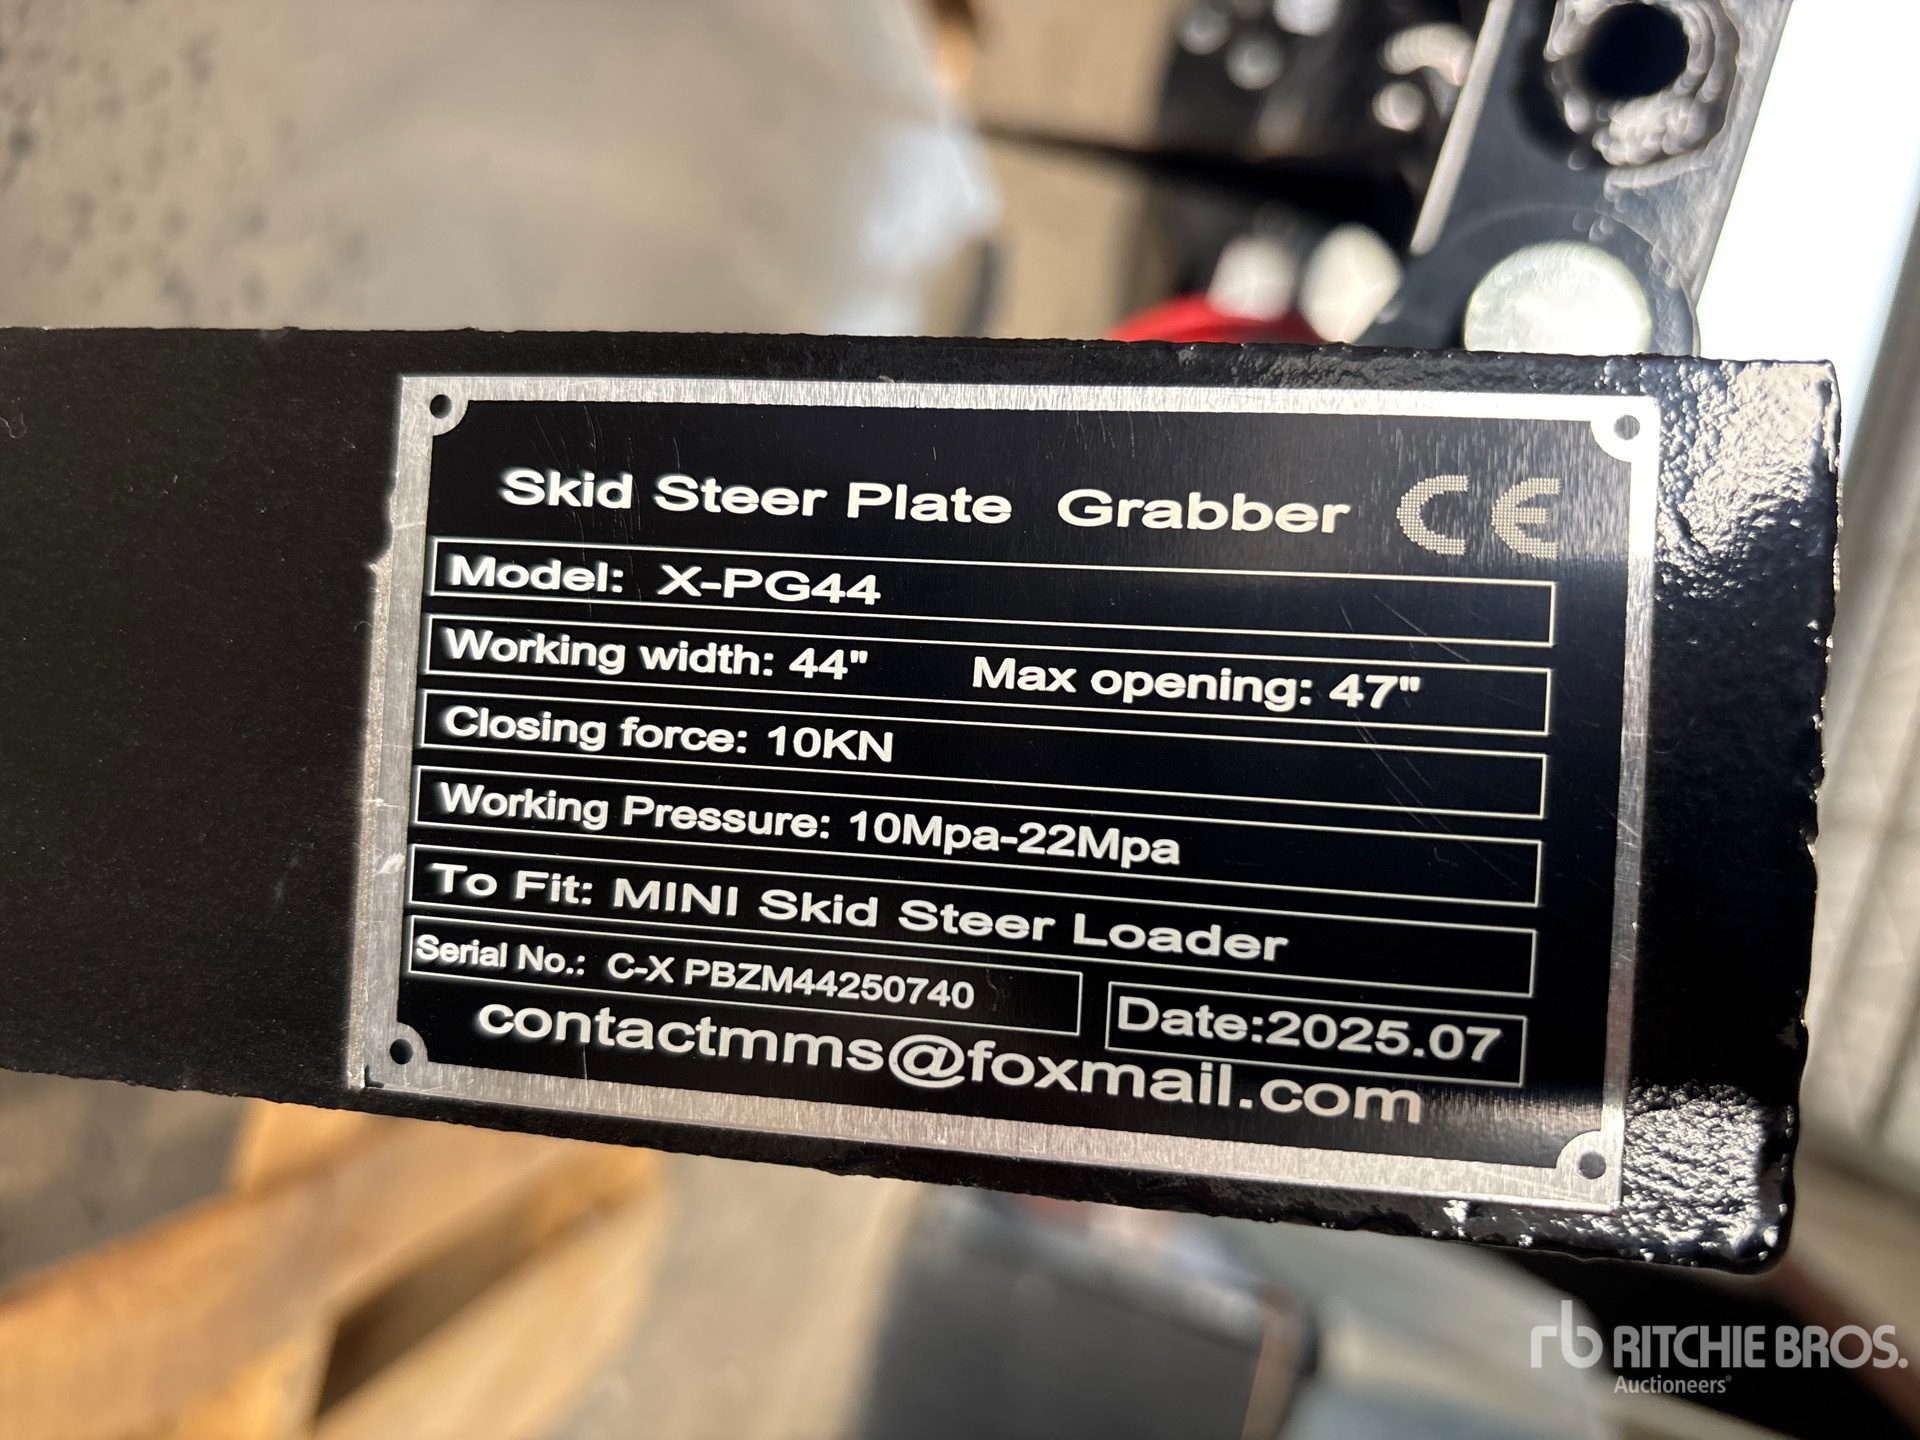 Skid Steer Plate Grabber CE
Model: X-PG44
Working width: 44" Max opening: 47"
Closing force: 10KN
Working Pressure: 10Mpa-22Mpa
To Fit: MINI Skid Steer Loader
Serial No.: C-X PBZM44250740 Date:2025.07
contactmms@foxmail.com
rb RITCHIE BROS.
Auctioneers®